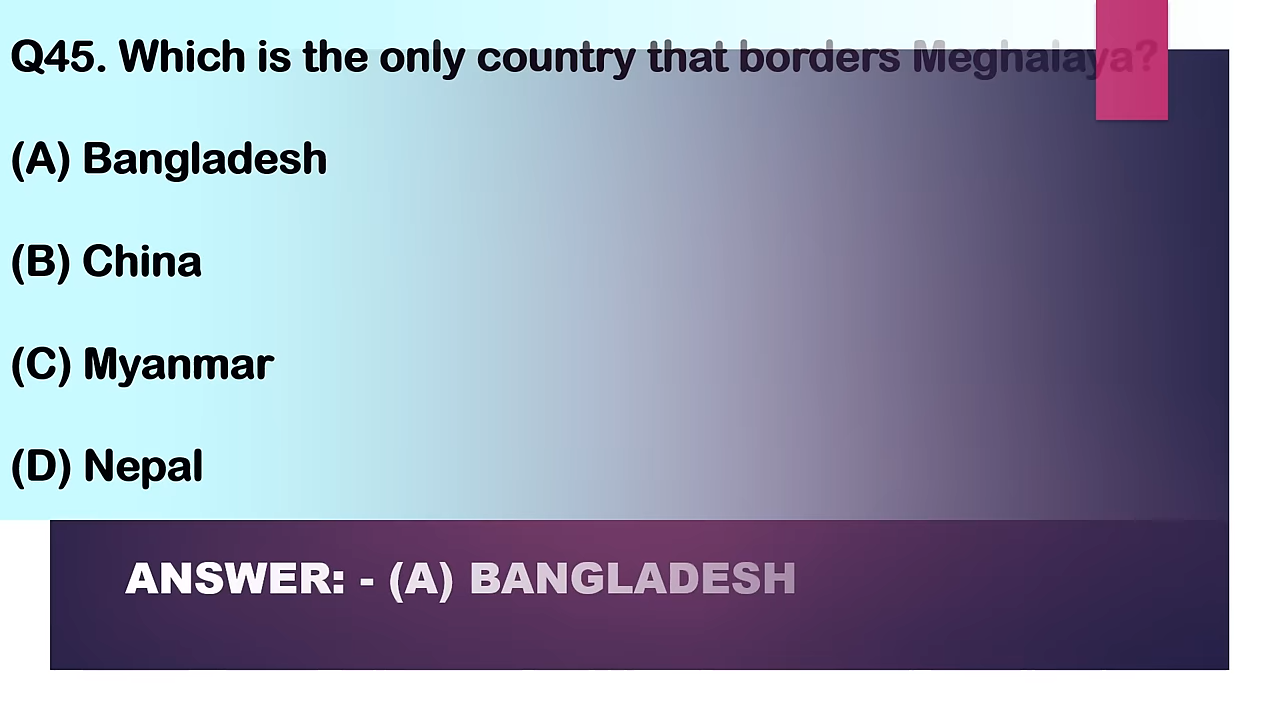 Q45. Which is the only country that borders Meghalaya?
(A) Bangladesh
(B) China
(C) Myanmar
(D) Nepal
ANSWER: - (A) BANGLADESH